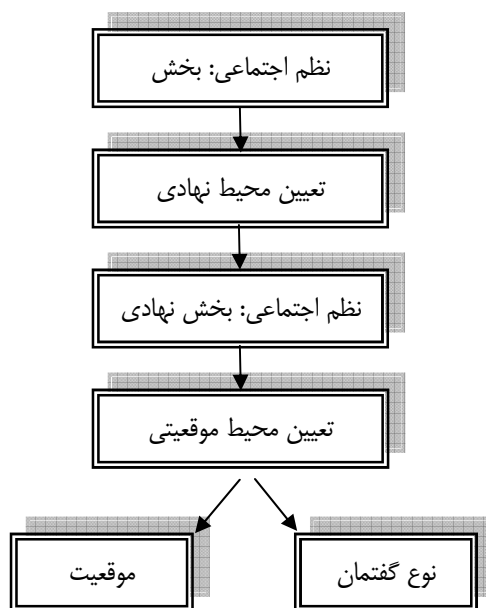 نظم اجتماعی: بخش
تعیین محیط نهادی
نظم اجتماعی: بخش نهادی
تعیین محیط موقعیتی
نوع گفتمان
موقعیت